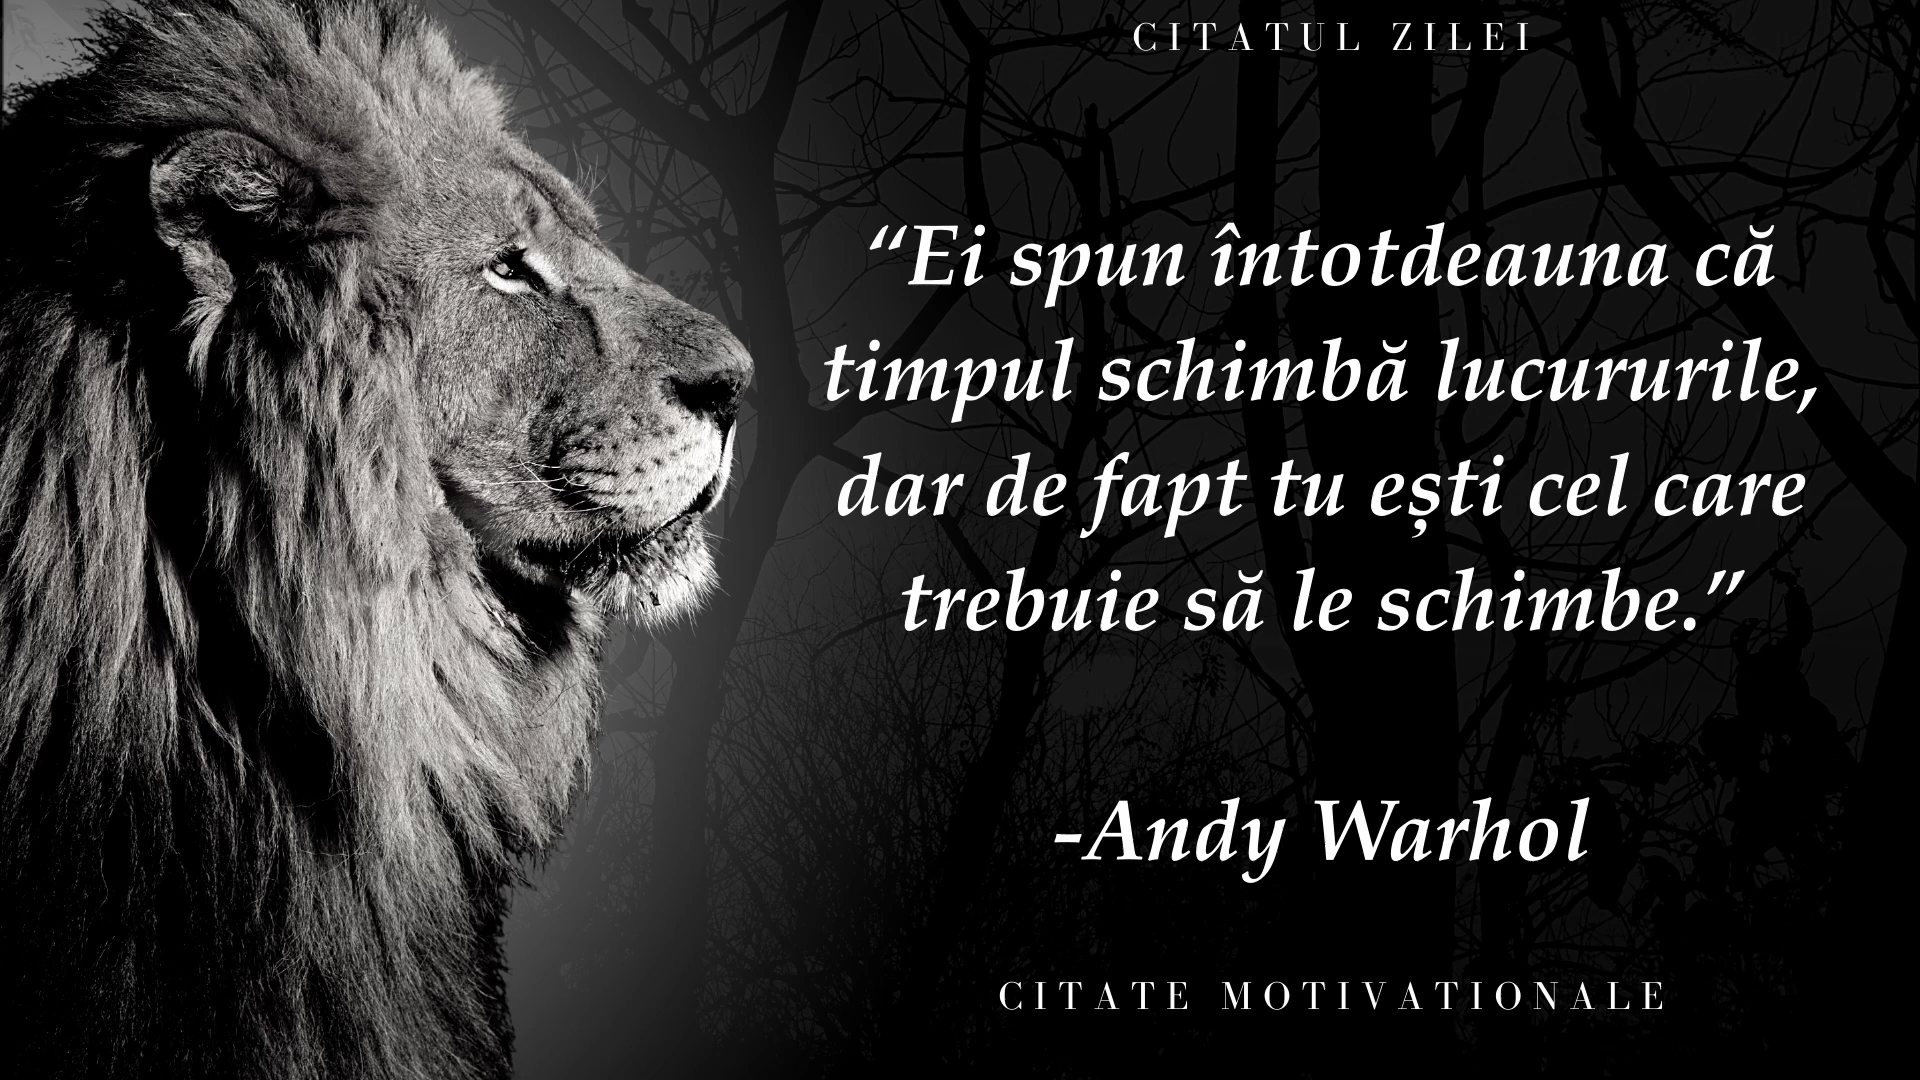 CITATUL ZILEI
“Ei spun întotdeauna că
timpul schimbă lucururile,
dar de fapt tu ești cel care
trebuie să le schimbe.”
-Andy Warhol
CITATE MOTIVATIONALE